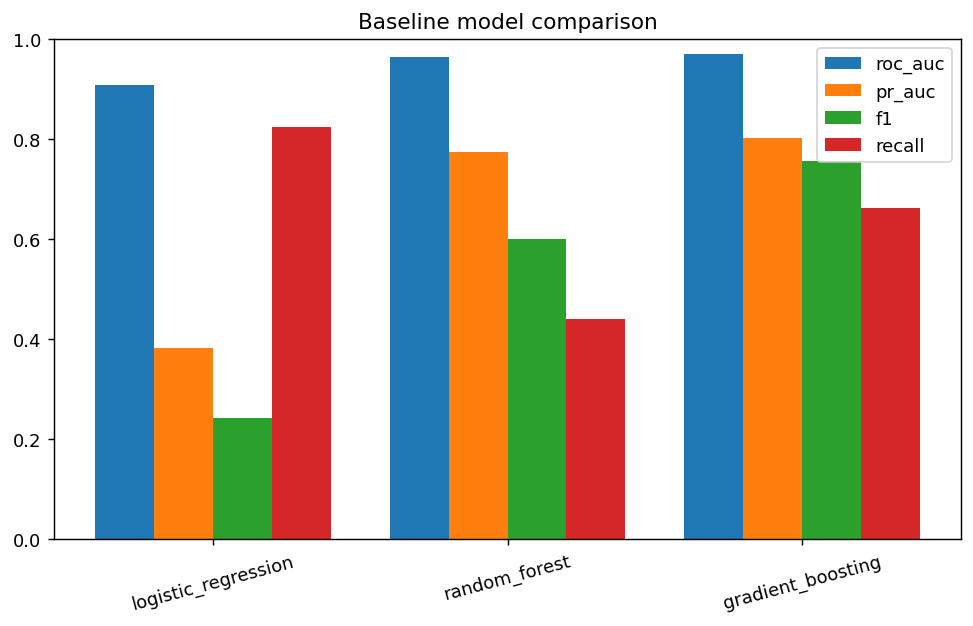 Baseline model comparison
1.0
0.8
0.6
0.4
0.2
0.0
roc_auc
pr_auc
f1
recall
logistic_regression
random_forest
gradient_boosting